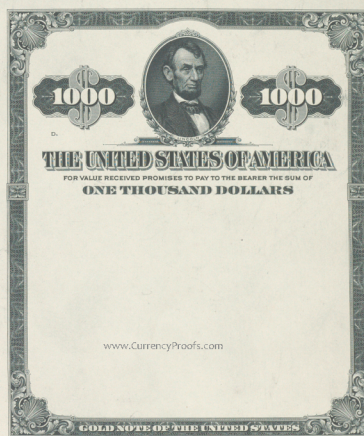 1000 1000
D.
THE UNITED STATES OF AMERICA
FOR VALUE RECEIVED PROMISES TO PAY TO THE BEARER THE SUM OF
ONE THOUSAND DOLLARS
www.CurrencyProofs.com
GOLD NOTE OF THE UNITED STATES